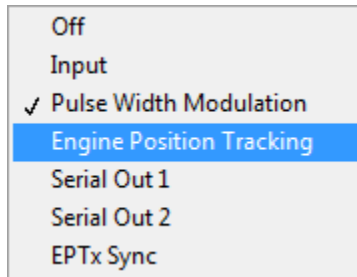 Off
Input
Pulse Width Modulation
Engine Position Tracking
Serial Out 1
Serial Out 2
EPTx Sync